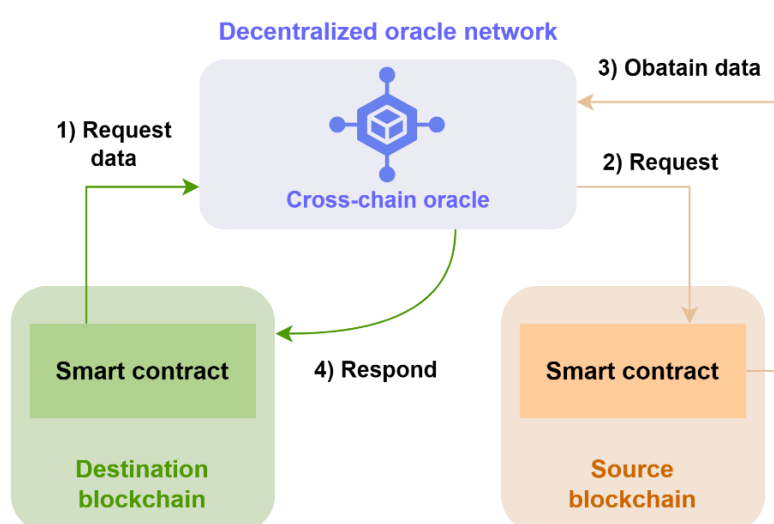 Decentralized oracle network
3) Obatain data
1) Request
data
2) Request
Cross-chain oracle
Smart contract
4) Respond
Smart contract
Destination
blockchain
Source
blockchain